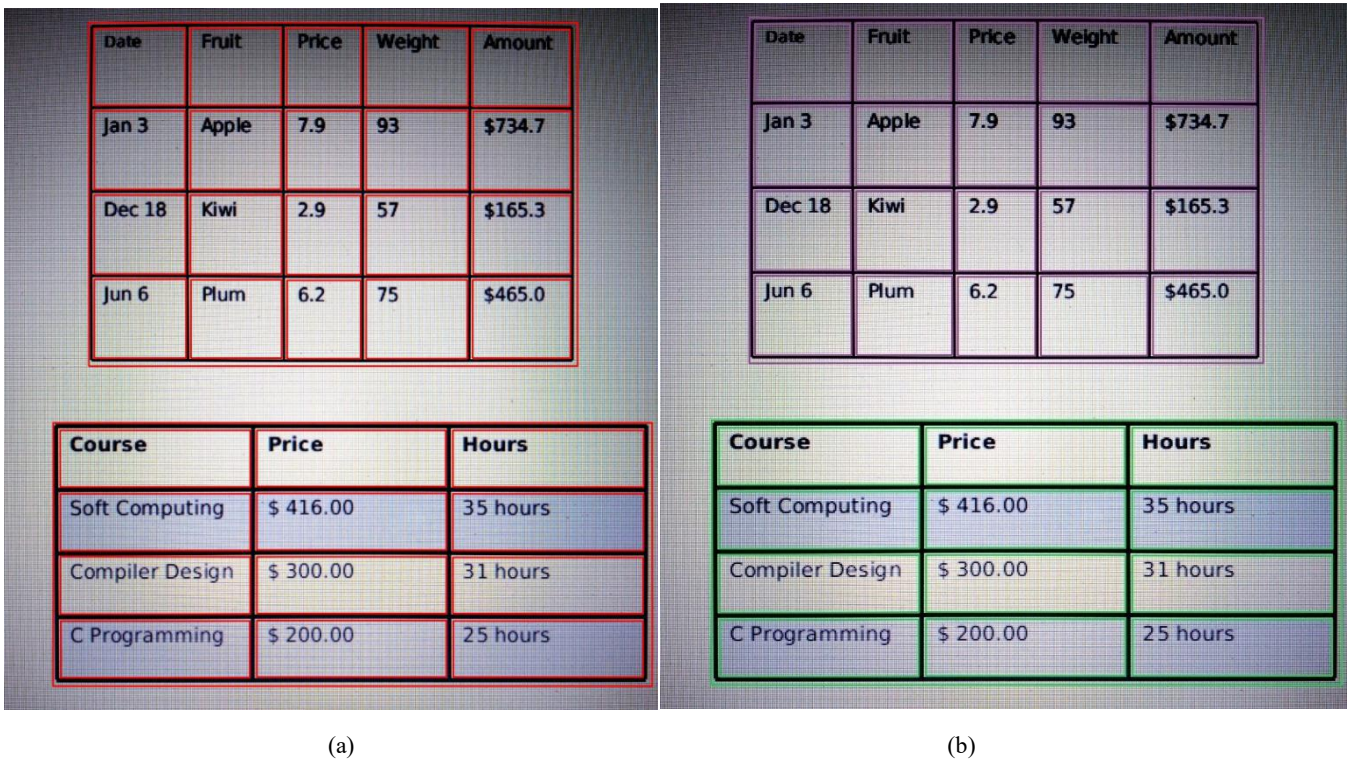 Date Fruit Price Weight Amount
Jan 3 Apple 7.9 93 $734.7
Dec 18 Kiwi 2.9 57 $165.3
Jun 6 Plum 6.2 75 $465.0
Course Price Hours
Soft Computing $ 416.00 35 hours
Compiler Design $ 300.00 31 hours
C Programming $ 200.00 25 hours
(a)
Date Fruit Price Weight Amount
Jan 3 Apple 7.9 93 $734.7
Dec 18 Kiwi 2.9 57 $165.3
Jun 6 Plum 6.2 75 $465.0
Course Price Hours
Soft Computing $ 416.00 35 hours
Compiler Design $ 300.00 31 hours
C Programming $ 200.00 25 hours
(b)